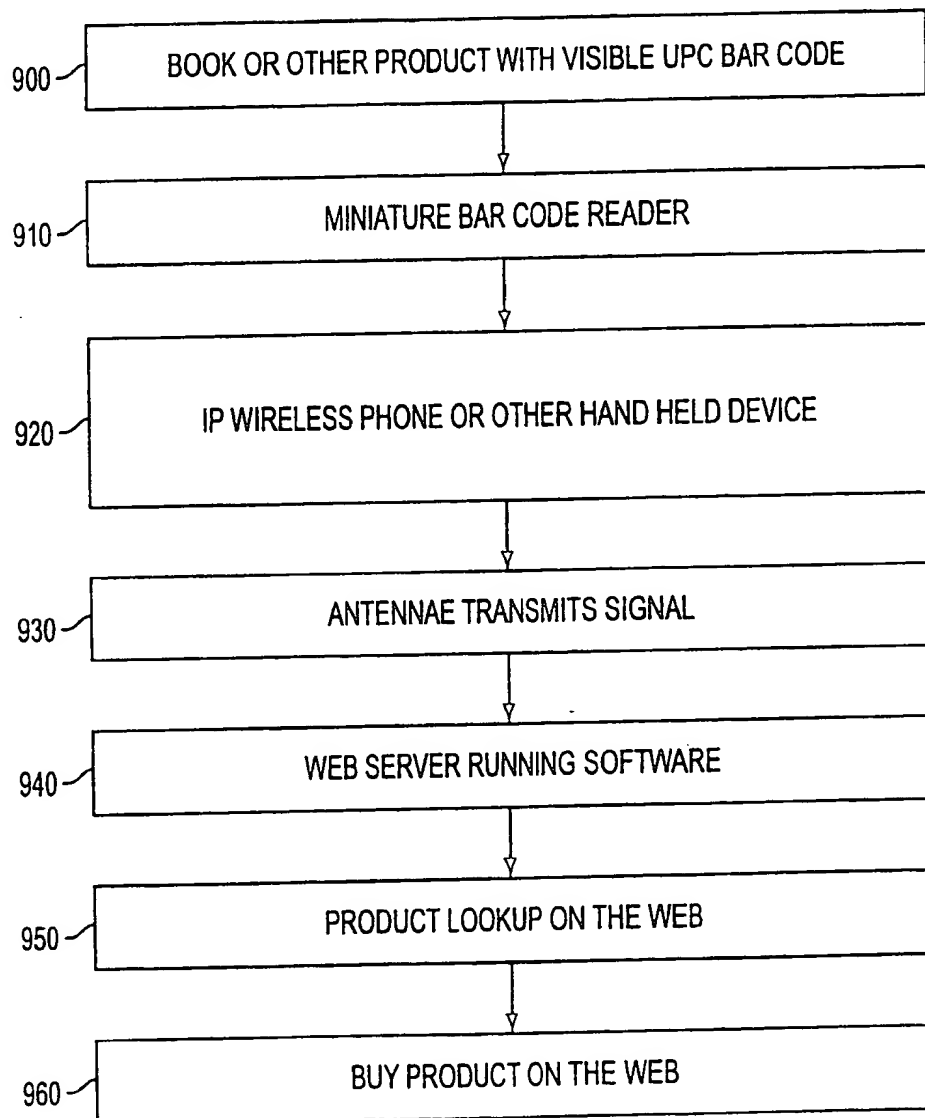 900 BOOK OR OTHER PRODUCT WITH VISIBLE UPC BAR CODE
910 MINIATURE BAR CODE READER
920 IP WIRELESS PHONE OR OTHER HAND HELD DEVICE
930 ANTENNAE TRANSMITS SIGNAL
940 WEB SERVER RUNNING SOFTWARE
950 PRODUCT LOOKUP ON THE WEB
960 BUY PRODUCT ON THE WEB